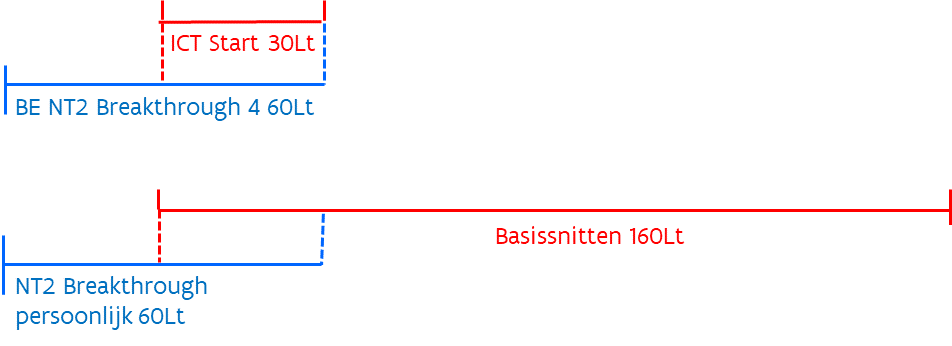 ICT Start 30Lt
BE NT2 Breakthrough 4 60Lt
Basissnitten 160Lt
NT2 Breakthrough
persoonlijk 60Lt